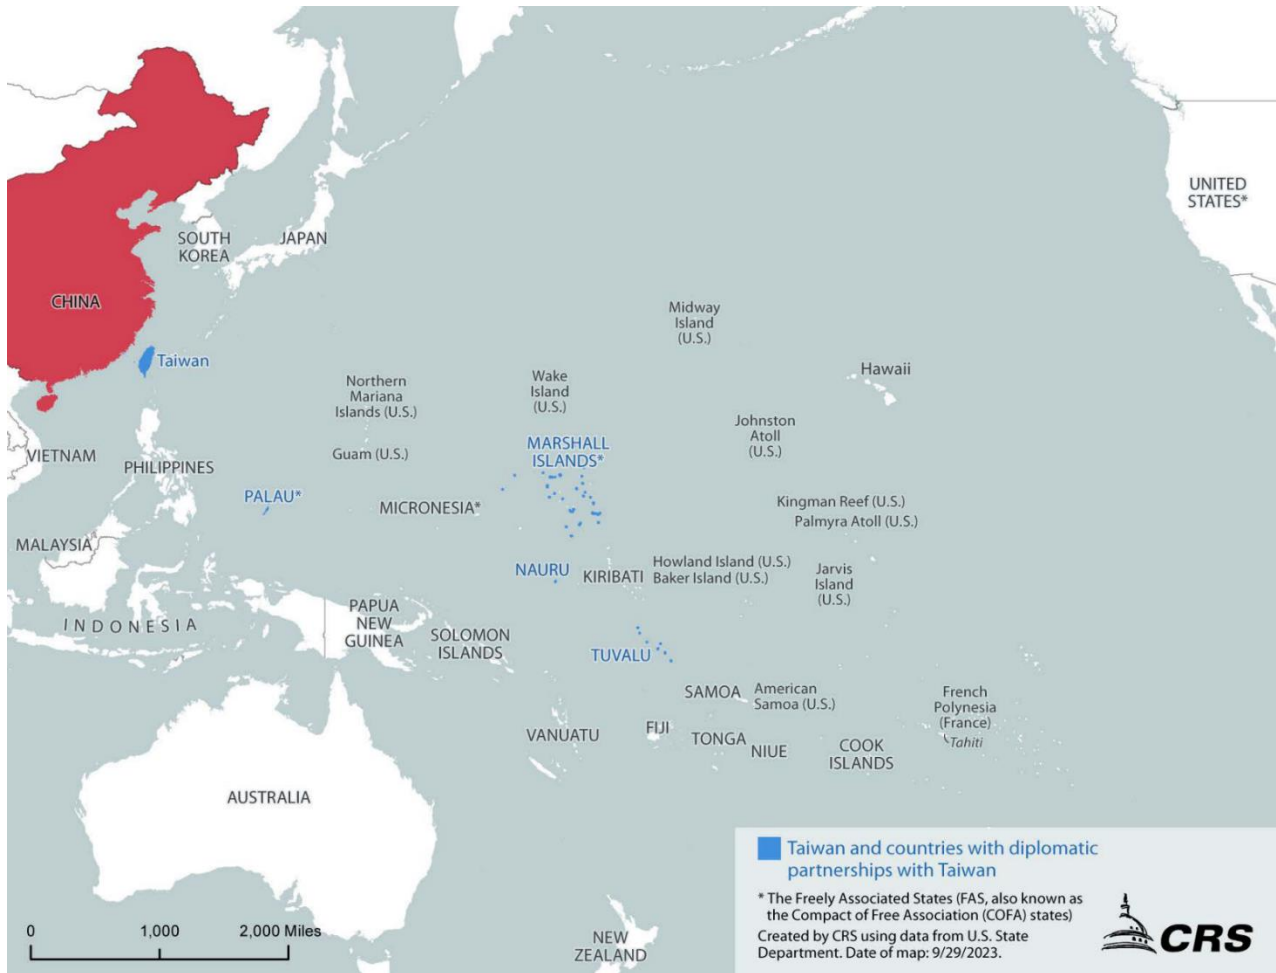 UNITED
STATES*
SOUTH
KOREA
JAPAN
CHINA
Midway
Island
(U.S.)
Taiwan
Hawaii
Northern
Mariana
Islands (U.S.)
Wake
Island
(U.S.)
Johnston
Atoll
(U.S.)
MARSHALL
ISLANDS*
VIETNAM
Guam (U.S.)
PHILIPPINES
PALAU*
MICRONESIA*
Kingman Reef (U.S.)
Palmyra Atoll (U.S.)
MALAYSIA
NAURU
KIRIBATI
Howland Island (U.S.)
Baker Island (U.S.)
Jarvis
Island
(U.S.)
INDONESIA
PAPUA
NEW
GUINEA
SOLOMON
ISLANDS
TUVALU
SAMOA
American
Samoa (U.S.)
French
Polynesia
(France)
Tahiti
VANUATU
FIJI
TONGA
NIUE
COOK
ISLANDS
AUSTRALIA
NEW
ZEALAND
0 1,000 2,000 Miles
Taiwan and countries with diplomatic
partnerships with Taiwan
* The Freely Associated States (FAS, also known as
the Compact of Free Association (COFA) states)
Created by CRS using data from U.S. State
Department. Date of map: 9/29/2023.
CRS